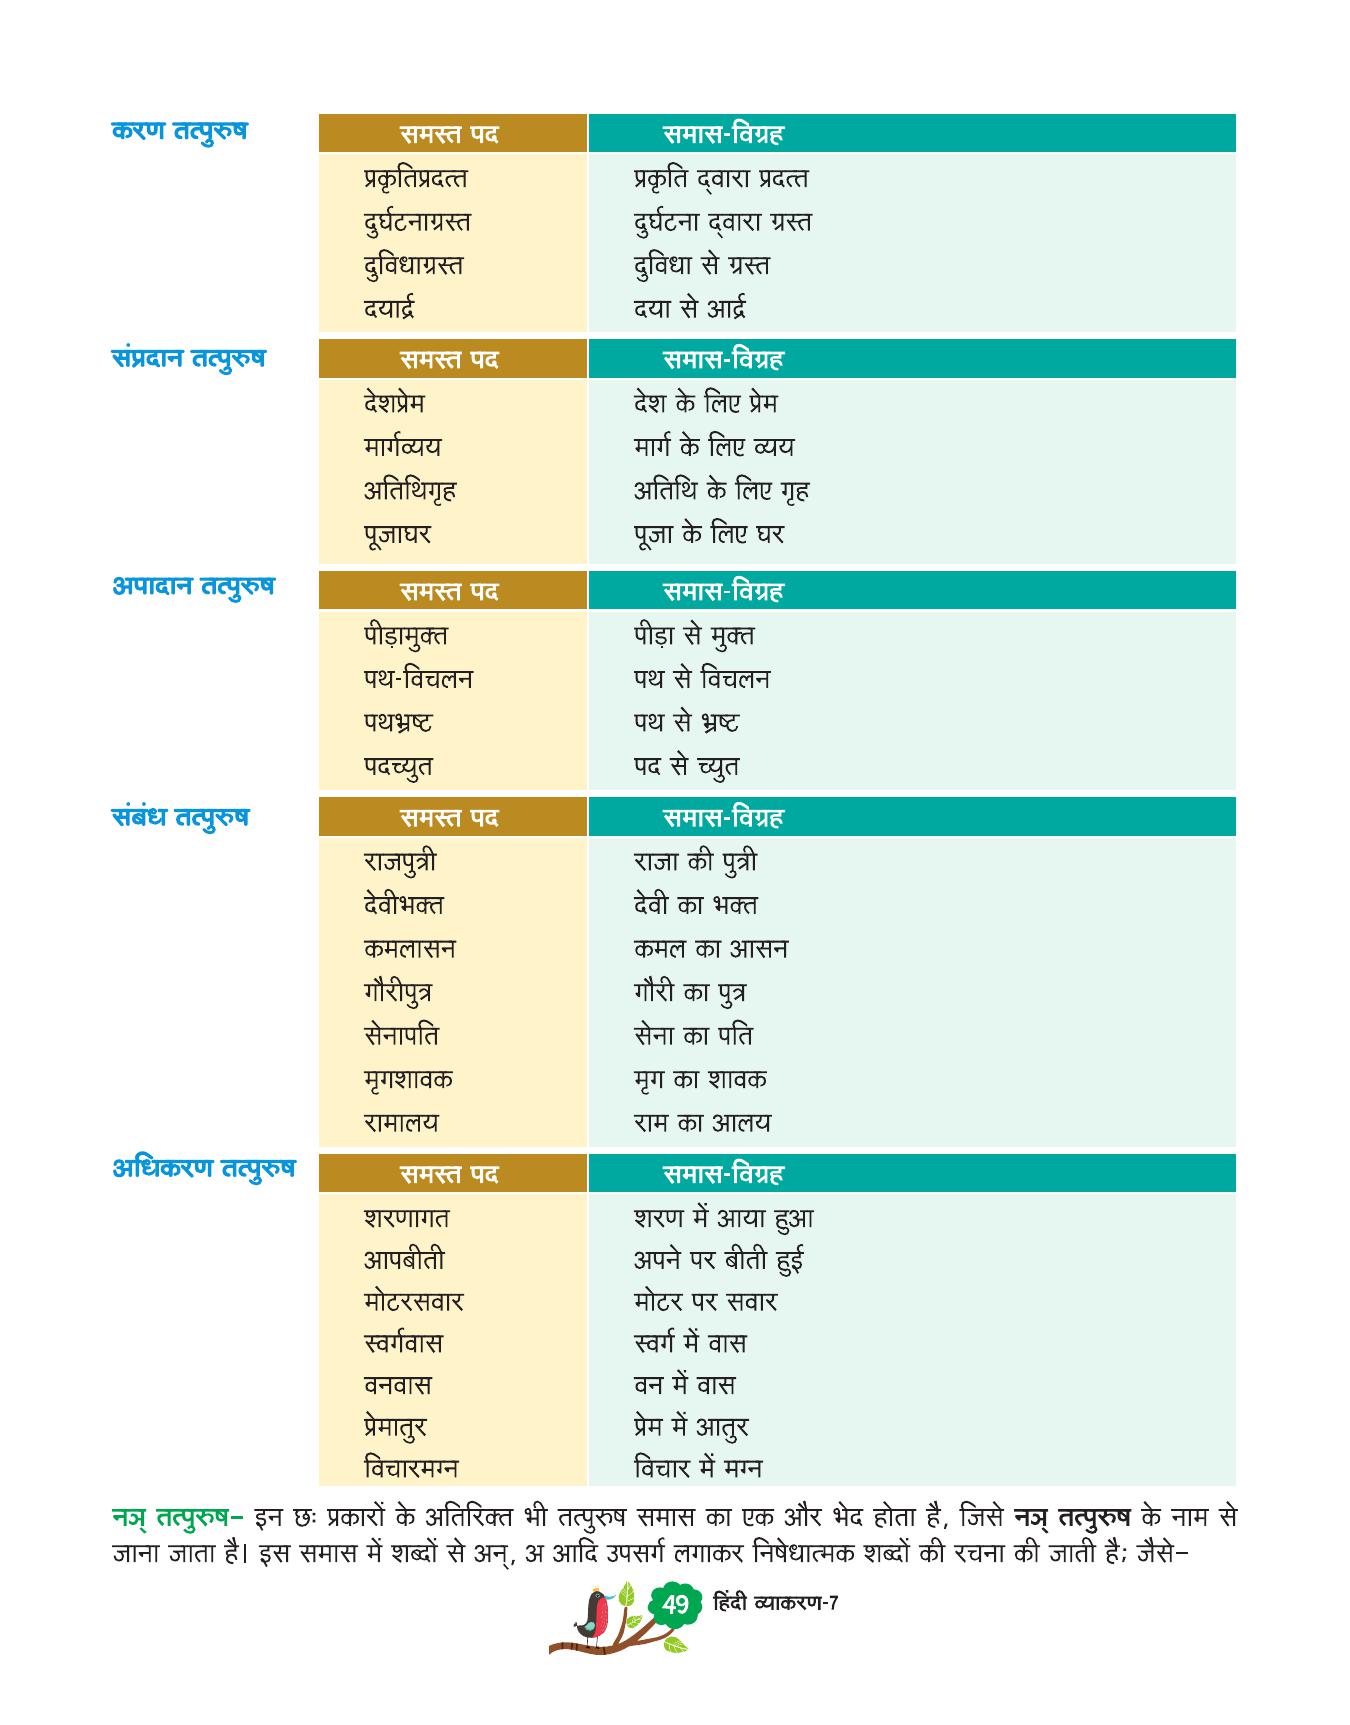 करण तत्पुरुष
समस्त पद समास-विग्रह
प्रकृतिप्रदत्त प्रकृति द्वारा प्रदत्त
दुर्घटनाग्रस्त दुर्घटना द्वारा ग्रस्त
दुविधाग्रस्त दुविधा से ग्रस्त
दयार्द्र दया से आर्द्र
संप्रदान तत्पुरुष
समस्त पद समास-विग्रह
देशप्रेम देश के लिए प्रेम
मार्गव्यय मार्ग के लिए व्यय
अतिथिगृह अतिथि के लिए गृह
पूजाघर पूजा के लिए घर
अपादान तत्पुरुष
समस्त पद समास-विग्रह
पीड़ामुक्त पीड़ा से मुक्त
पथ-विचलन पथ से विचलन
पथभ्रष्ट पथ से भ्रष्ट
पदच्युत पद से च्युत
संबंध तत्पुरुष
समस्त पद समास-विग्रह
राजपुत्री राजा की पुत्री
देवीभक्त देवी का भक्त
कमलासन कमल का आसन
गौरीपुत्र गौरी का पुत्र
सेनापति सेना का पति
मृगशावक मृग का शावक
रामालय राम का आलय
अधिकरण तत्पुरुष
समस्त पद समास-विग्रह
शरणागत शरण में आया हुआ
आपबीती अपने पर बीती हुई
मोटरसवार मोटर पर सवार
स्वर्गवास स्वर्ग में वास
वनवास वन में वास
प्रेमातुर प्रेम में आतुर
विचारमग्न विचार में मग्न
नञ् तत्पुरुष– इन छः प्रकारों के अतिरिक्त भी तत्पुरुष समास का एक और भेद होता है, जिसे नञ् तत्पुरुष के नाम से
जाना जाता है। इस समास में शब्दों से अन्, अ आदि उपसर्ग लगाकर निषेधात्मक शब्दों की रचना की जाती है; जैसे–
49 हिंदी व्याकरण-7